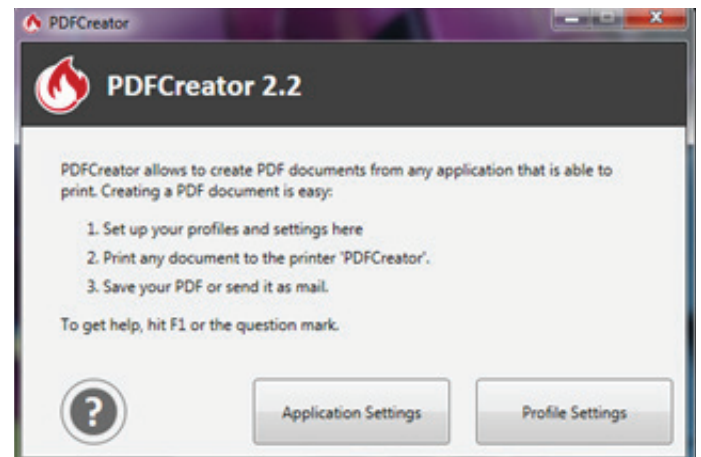 PDFCreator
PDFCreator 2.2
PDFCreator allows to create PDF documents from any application that is able to
print. Creating a PDF document is easy:
1. Set up your profiles and settings here
2. Print any document to the printer 'PDFCreator'.
3. Save your PDF or send it as mail.
To get help, hit F1 or the question mark.
?
Application Settings
Profile Settings